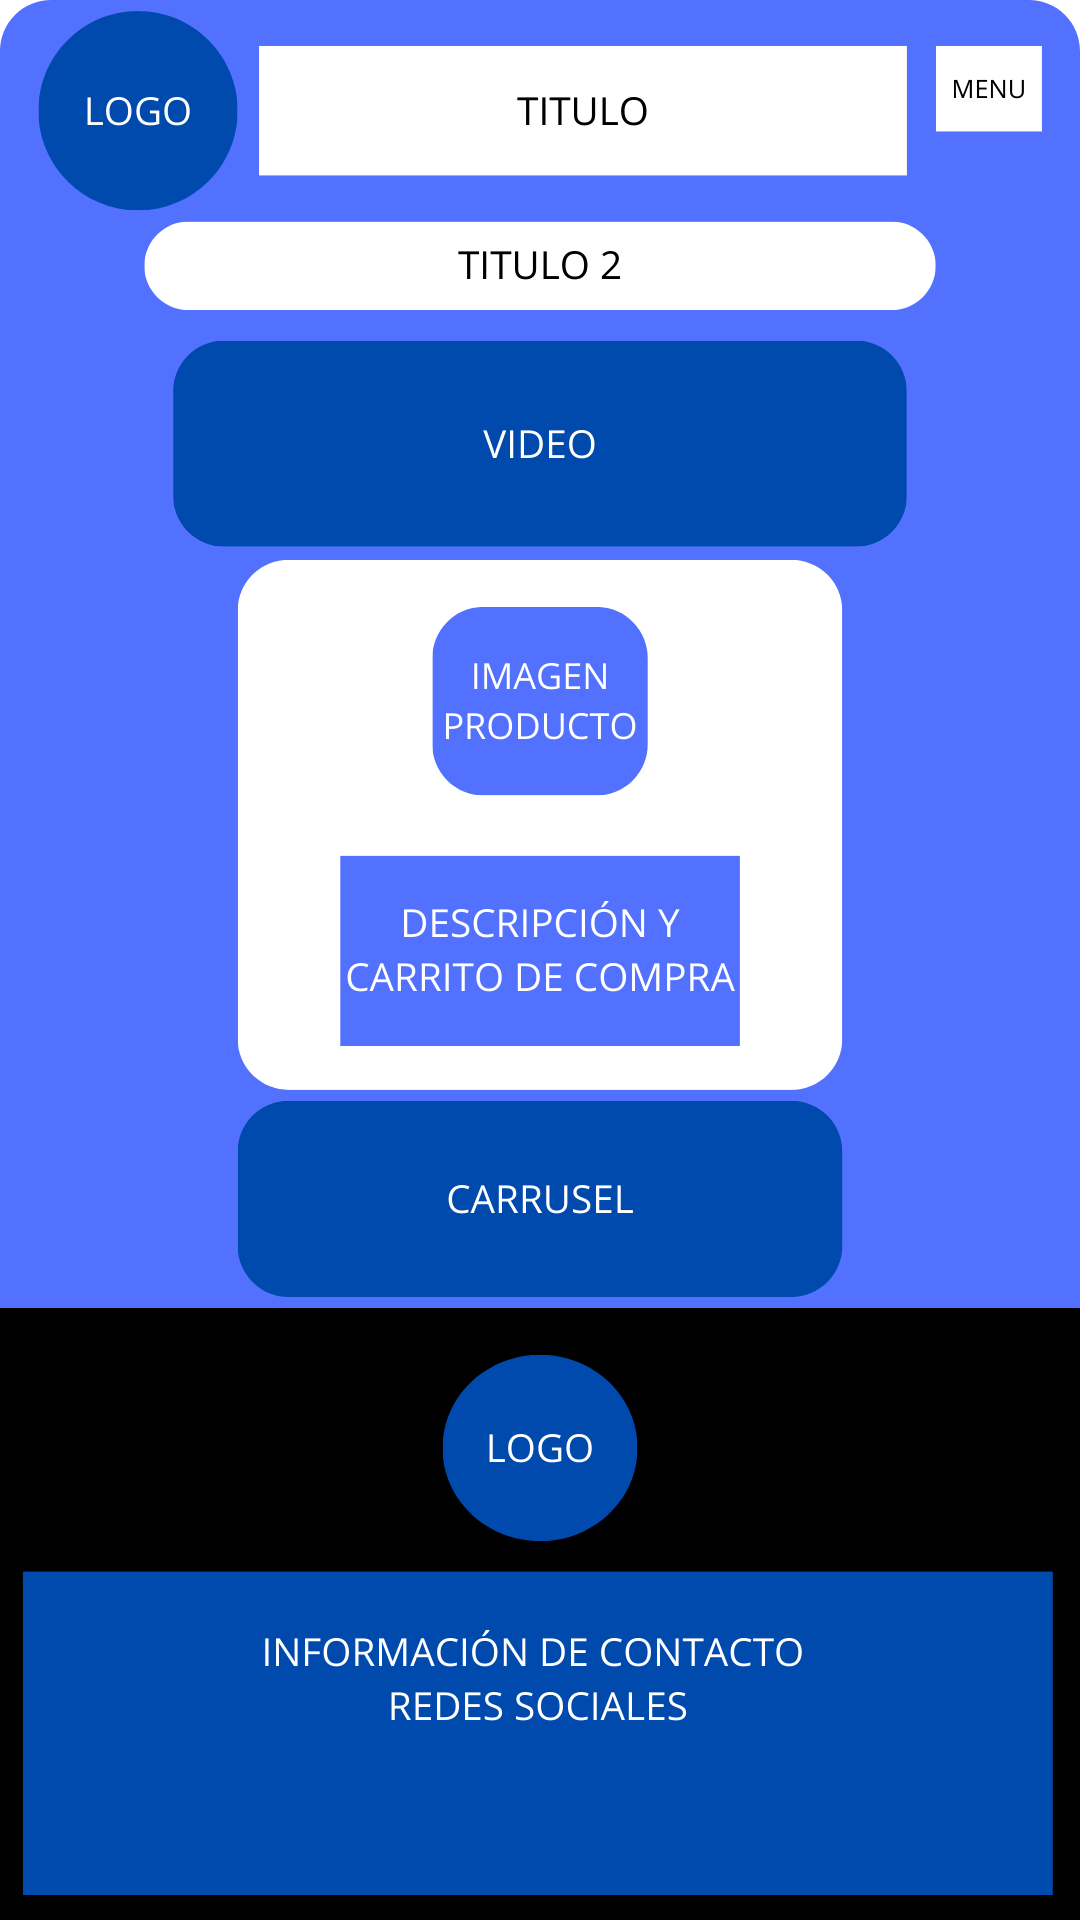 LOGO
TITULO
MENU
TITULO 2
VIDEO
IMAGEN
PRODUCTO
DESCRIPCIÓN Y
CARRITO DE COMPRA
CARRUSEL
LOGO
INFORMACIÓN DE CONTACTO
REDES SOCIALES